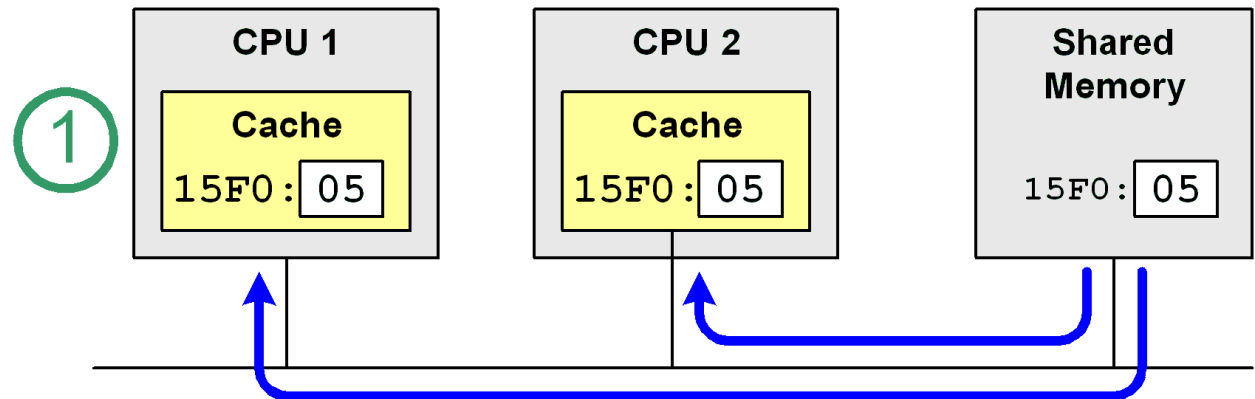 1
CPU 1
Cache
15F0: 05
CPU 2
Cache
15F0: 05
Shared
Memory
15F0: 05